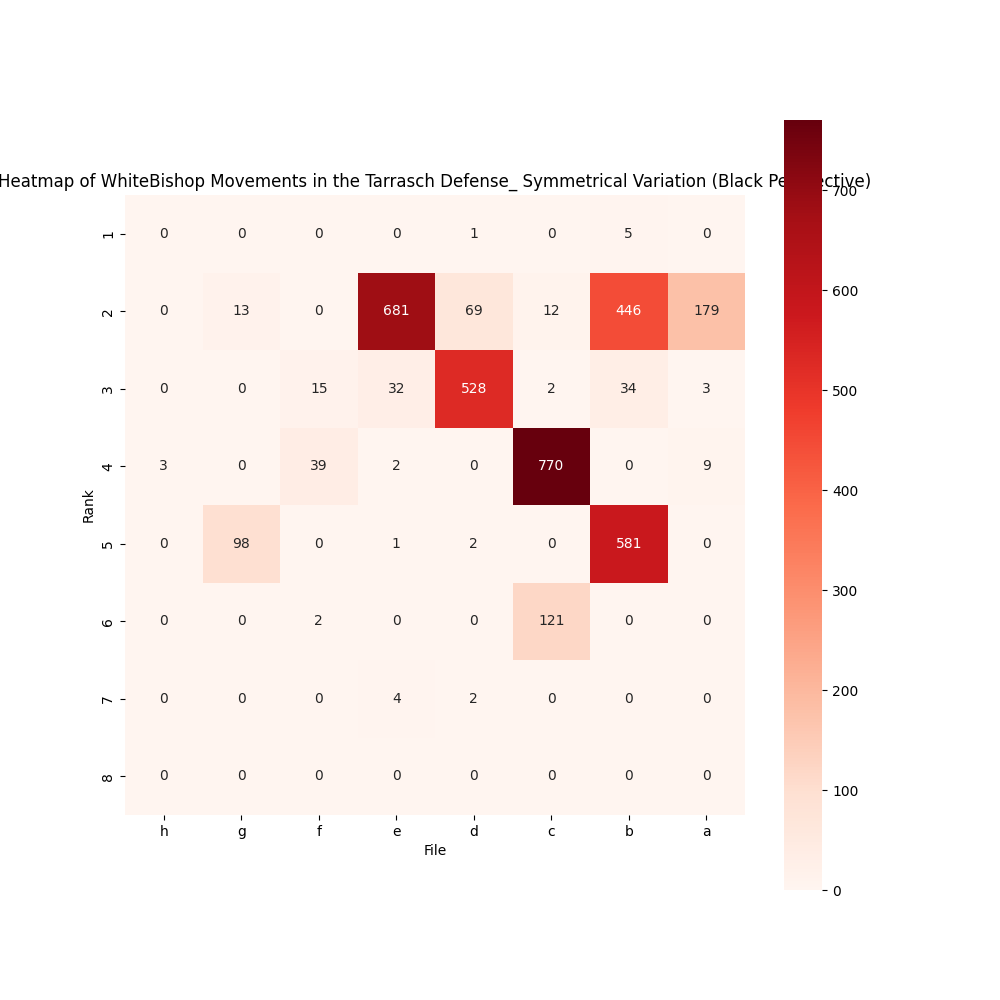 Heatmap of WhiteBishop Movements in the Tarrasch Defense_ Symmetrical Variation (Black Perspective)
1 0 0 0 0 1 0 5 0
2 0 13 0 681 69 12 446 179
3 0 0 15 32 528 2 34 3
4 3 0 39 2 0 770 0 9
5 0 98 0 1 2 0 581 0
6 0 0 2 0 0 121 0 0
7 0 0 0 4 2 0 0 0
8 0 0 0 0 0 0 0 0
h g f e d c b a
File
Rank
700
600
500
400
300
200
100
0